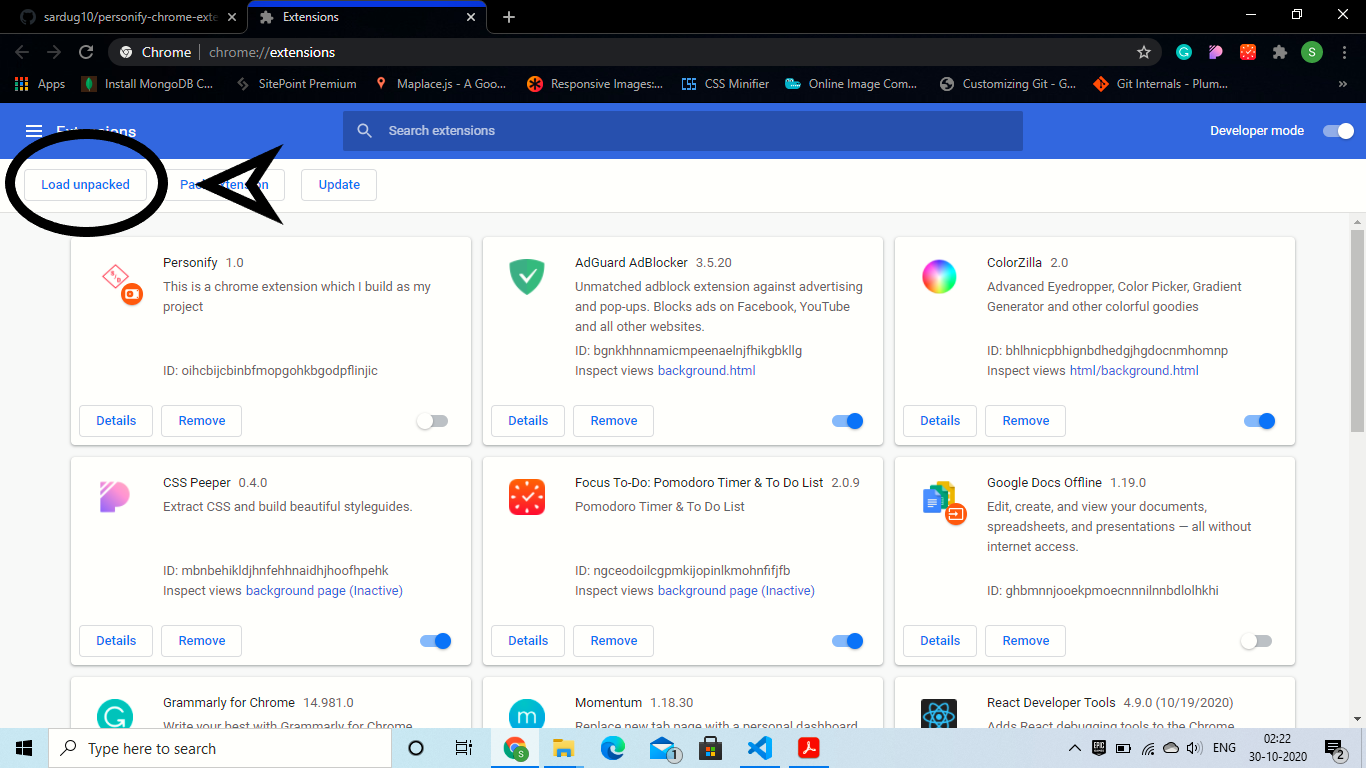 sardug10/personify-chrome-exte
Extensions
Chrome
chrome://extensions
Apps
Install MongoDB C...
SitePoint Premium
Maplace.js - A Goo...
Responsive Images:...
CSS Minifier
Online Image Com...
Customizing Git - G...
Git Internals - Plum...
Extensions
Search extensions
Developer mode
Load unpacked
Pack extension
Update
Personify 1.0
This is a chrome extension which I build as my
project
ID: oihcbijcbinbfmopgohkbgodpflinjic
Details
Remove
AdGuard AdBlocker 3.5.20
Unmatched adblock extension against advertising
and pop-ups. Blocks ads on Facebook, YouTube
and all other websites.
ID: bgnkhhnnamicmpeenaelnjfhikgbkllg
Inspect views background.html
Details
Remove
ColorZilla 2.0
Advanced Eyedropper, Color Picker, Gradient
Generator and other colorful goodies
ID: bhlhnicpbhignbdhedgjhgdocnmhomnp
Inspect views html/background.html
Details
Remove
CSS Peeper 0.4.0
Extract CSS and build beautiful styleguides.
ID: mbnbehikldjhnfehhnaidhjhoofhpehk
Inspect views background page (Inactive)
Details
Remove
Focus To-Do: Pomodoro Timer & To Do List 2.0.9
Pomodoro Timer & To Do List
ID: ngceodoilcgpmkijopinlkmohnfifjfb
Inspect views background page (Inactive)
Details
Remove
Google Docs Offline 1.19.0
Edit, create, and view your documents,
spreadsheets, and presentations — all without
internet access.
ID: ghbmnnjooekpmoecnnnilnnbdlolhkhi
Details
Remove
Grammarly for Chrome 14.981.0
Write your best with Grammarly for Chrome.
Momentum 1.18.30
Replace new tab page with a personal dashboard
React Developer Tools 4.9.0 (10/19/2020)
Adds React debugging tools to the Chrome
Type here to search
ENG
02:22
30-10-2020